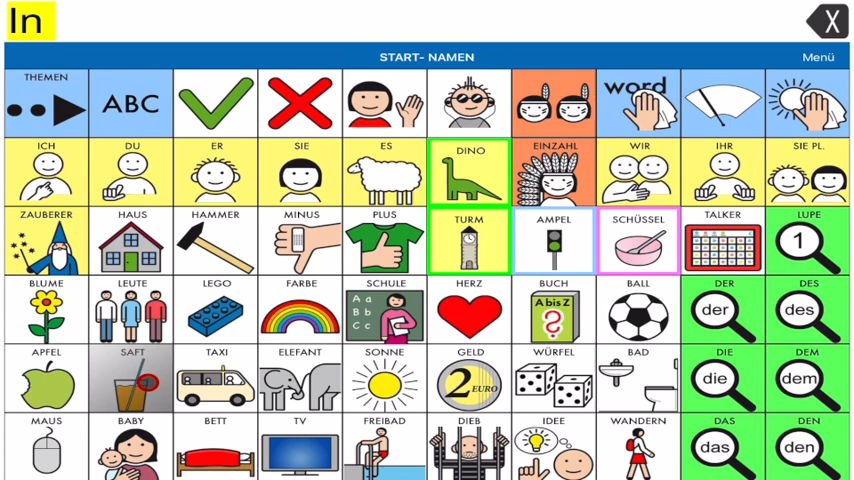 In
X
START- NAMEN Menü
THEMEN
ABC word
ICH DU ER SIE ES DINO EINZAHL WIR IHR SIE PL.
ZAUBERER HAUS HAMMER MINUS PLUS TURM AMPEL SCHÜSSEL TALKER LUPE
1
BLUME LEUTE LEGO FARBE SCHULE HERZ BUCH BALL DER DES
A a
B b
C c
A bis Z
?
der des
APFEL SAFT TAXI ELEFANT SONNE GELD WÜRFEL BAD DIE DEM
2 EURO
die dem
MAUS BABY BETT TV FREIBAD DIEB IDEE WANDERN DAS DEN
das den